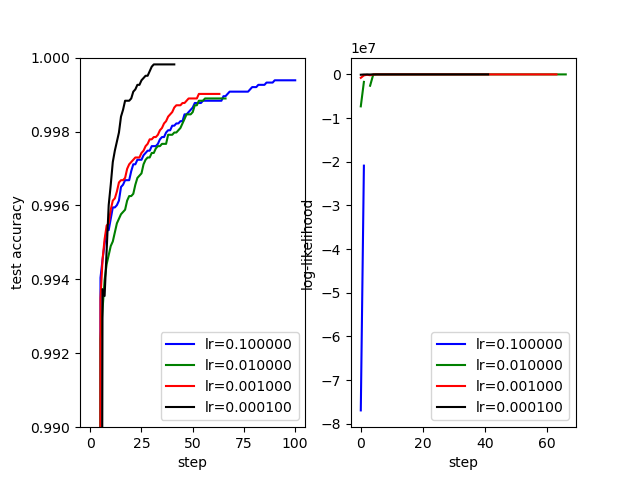 1e7
1.000
0.998
0.996
0.994
0.992
0.990
test accuracy
0
25
50
75
100
step
lr=0.100000
lr=0.010000
lr=0.001000
lr=0.000100
0
−1
−2
−3
−4
−5
−6
−7
−8
log-likelihood
0
20
40
60
step
lr=0.100000
lr=0.010000
lr=0.001000
lr=0.000100